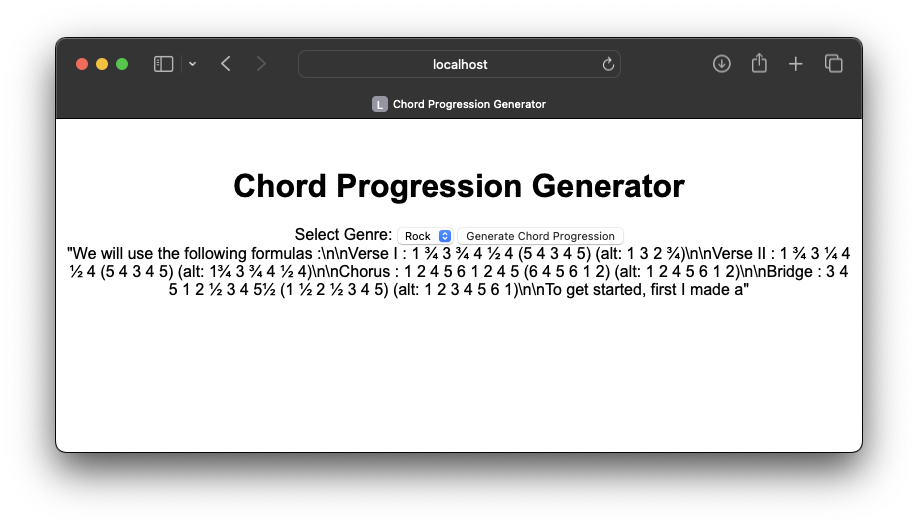 localhost
L Chord Progression Generator
Chord Progression Generator
Select Genre: Rock Generate Chord Progression
"We will use the following formulas :\n\n\nVerse I : 1 ¾ 3 ¾ 4 ½ 4 (5 4 3 4 5) (alt: 1 3 2 ¾)\n\n\nVerse II : 1 ¾ 3 ¼ 4
½ 4 (5 4 3 4 5) (alt: 1¾ 3 ¾ 4 ½ 4)\n\nChorus : 1 2 4 5 6 1 2 4 5 (6 4 5 6 1 2) (alt: 1 2 4 5 6 1 2)\n\nBridge : 3 4
5 1 2 ½ 3 4 5½ (1 ½ 2 ½ 3 4 5) (alt: 1 2 3 4 5 6 1)\n\nTo get started, first I made a"